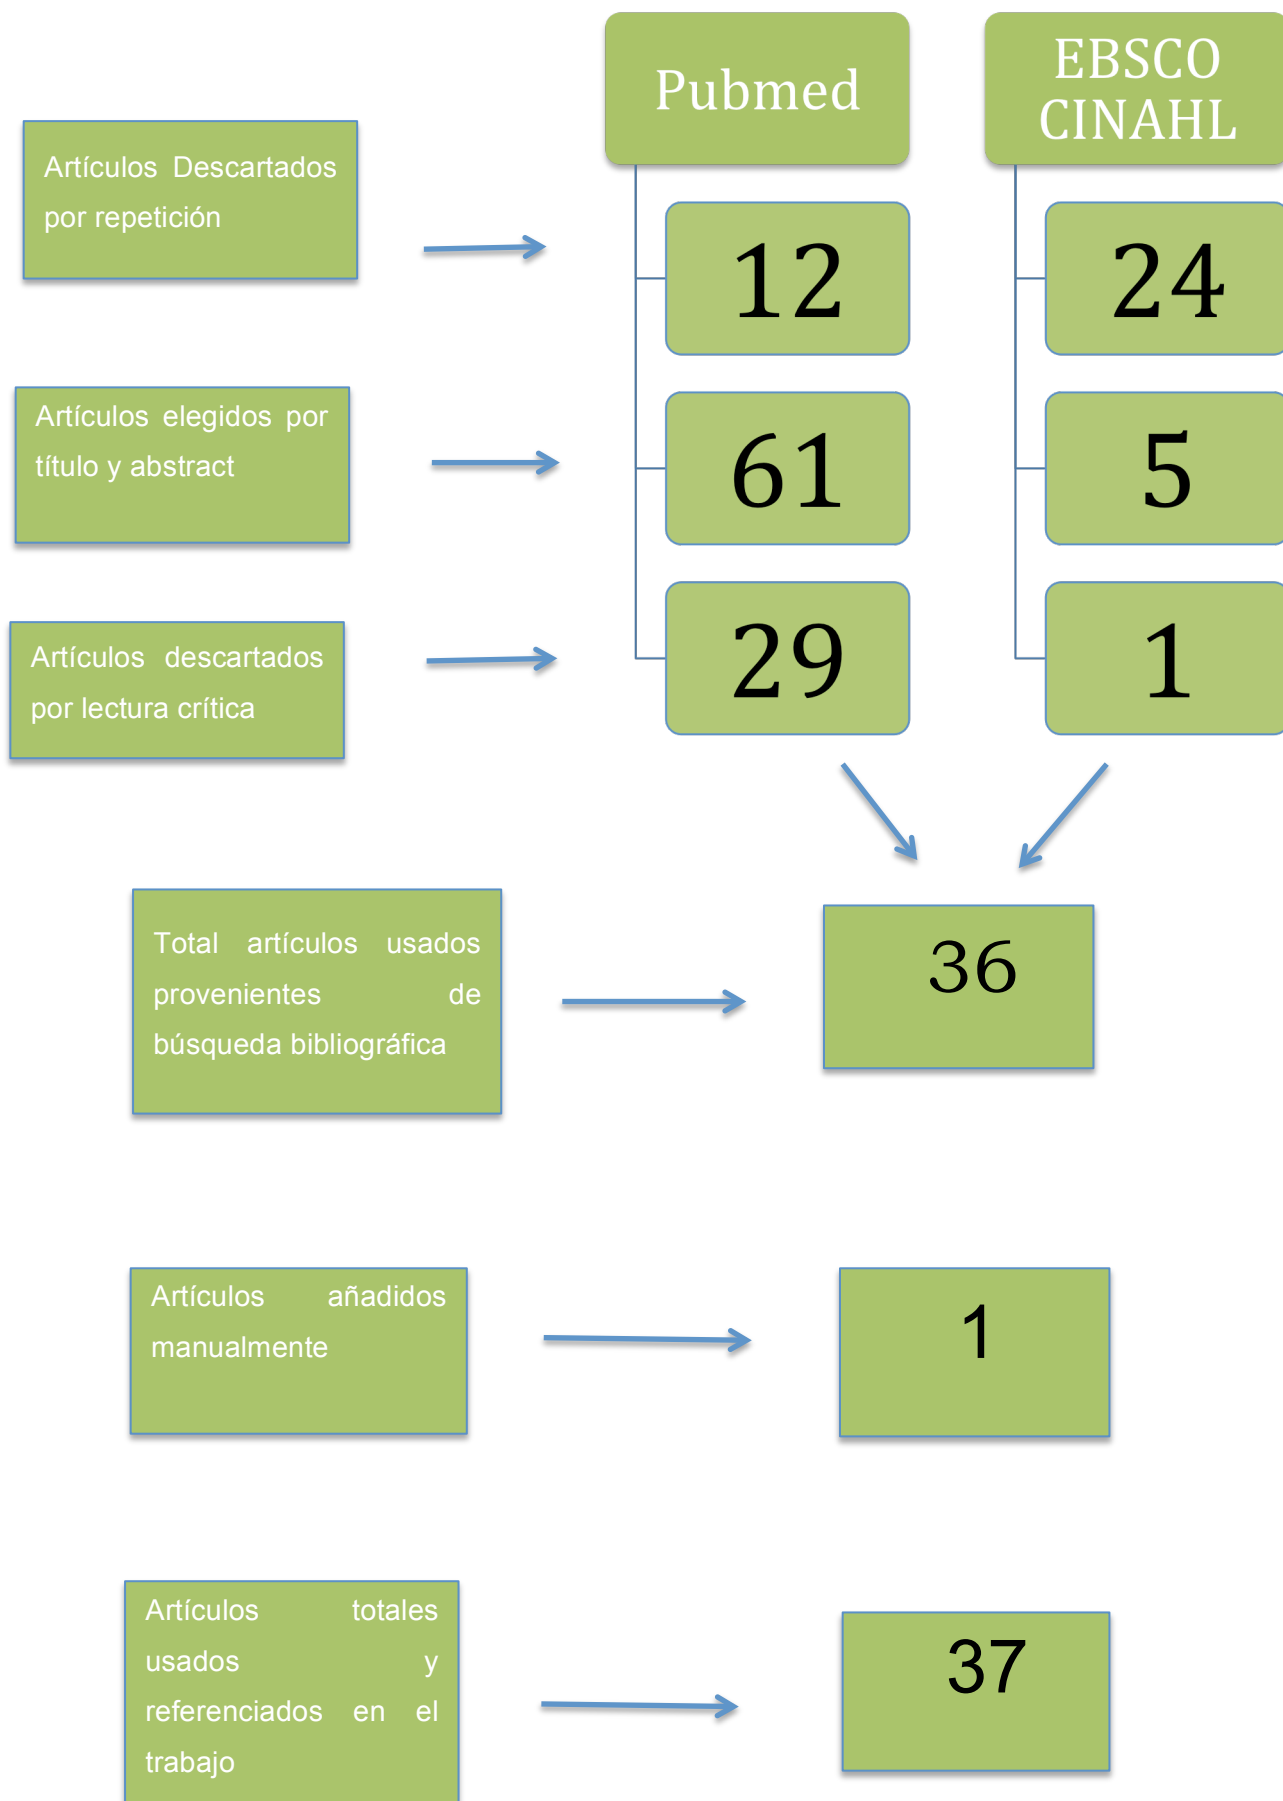 Pubmed
EBSCO
CINAHL
Artículos Descartados
por repetición
12
24
Artículos elegidos por
título y abstract
61
5
Artículos descartados
por lectura crítica
29
1
Total artículos usados
provenientes de
búsqueda bibliográfica
36
Artículos añadidos
manualmente
1
Artículos totales
usados y
referenciados en el
trabajo
37